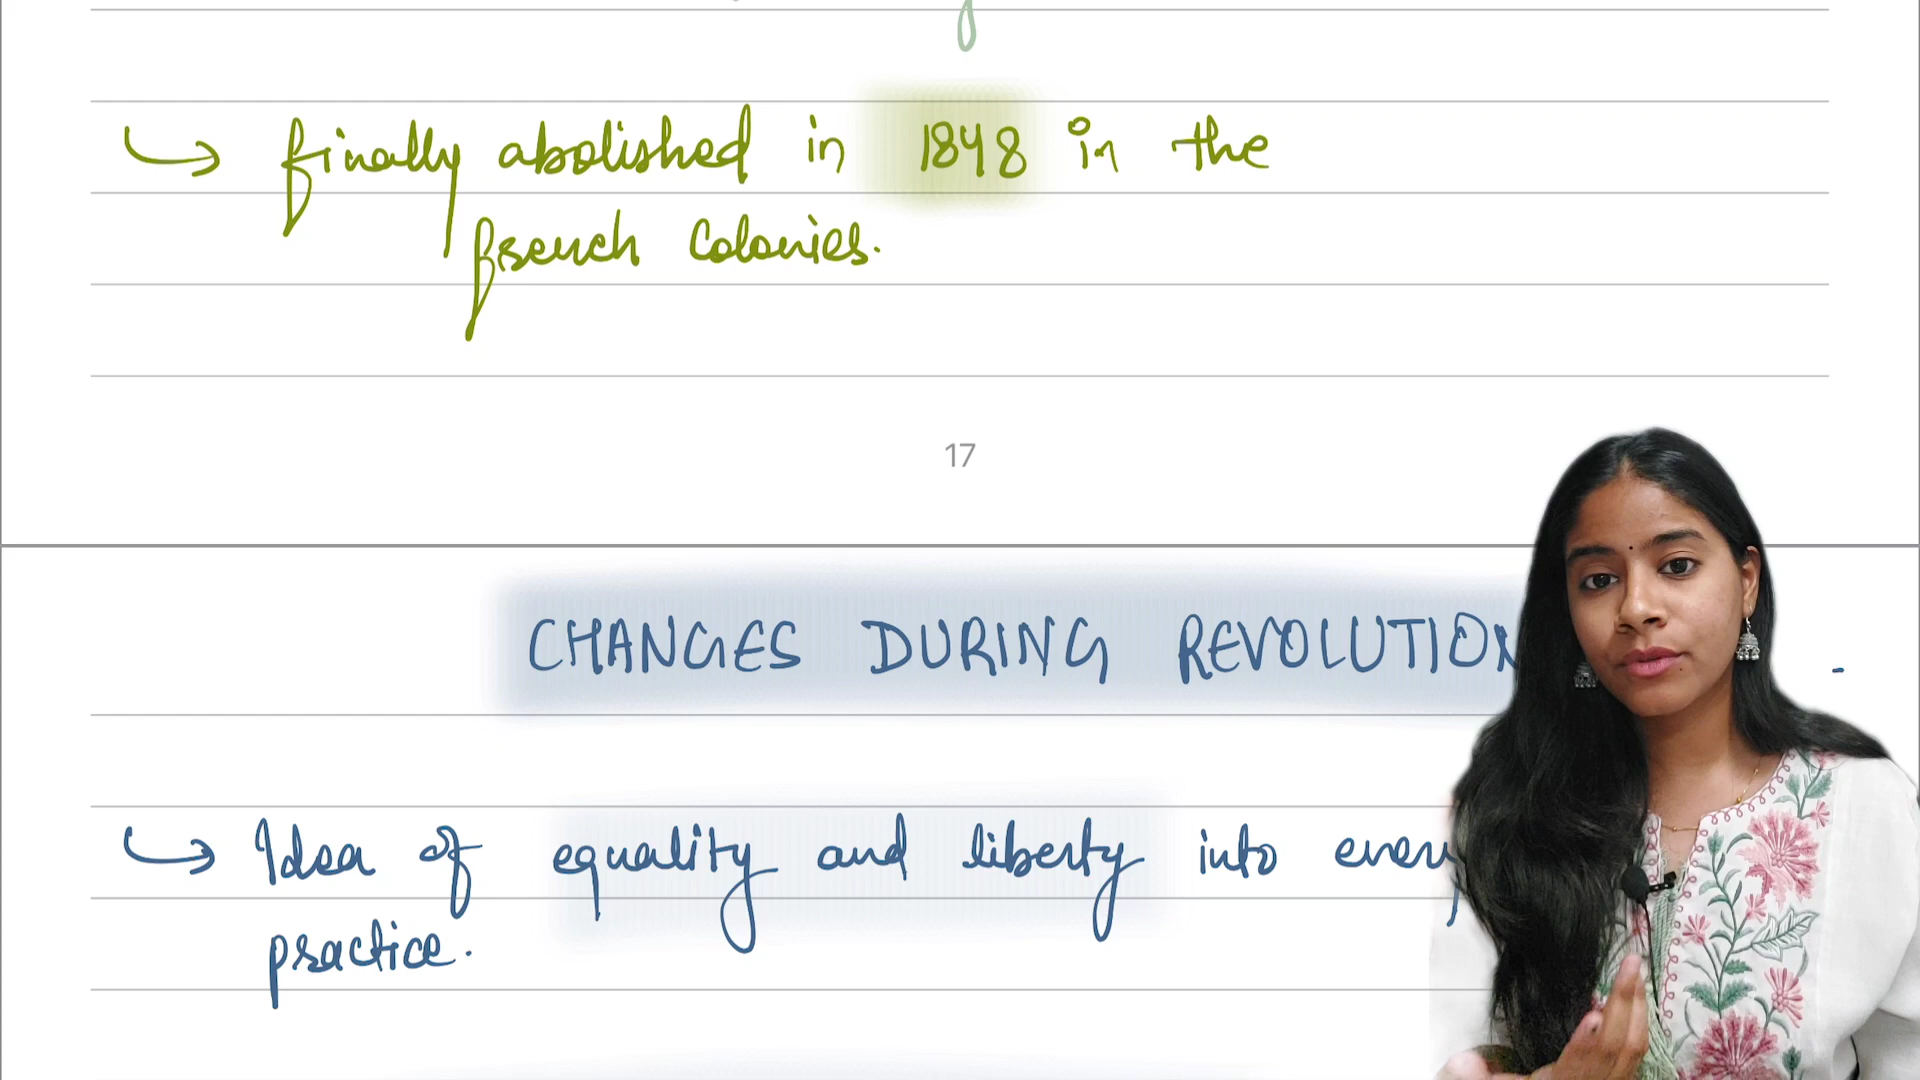 ↳ finally abolished in 1848 in the
french colonies.
17
CHANGES DURING REVOLUTION
↳ Idea of equality and liberty into every
practice.